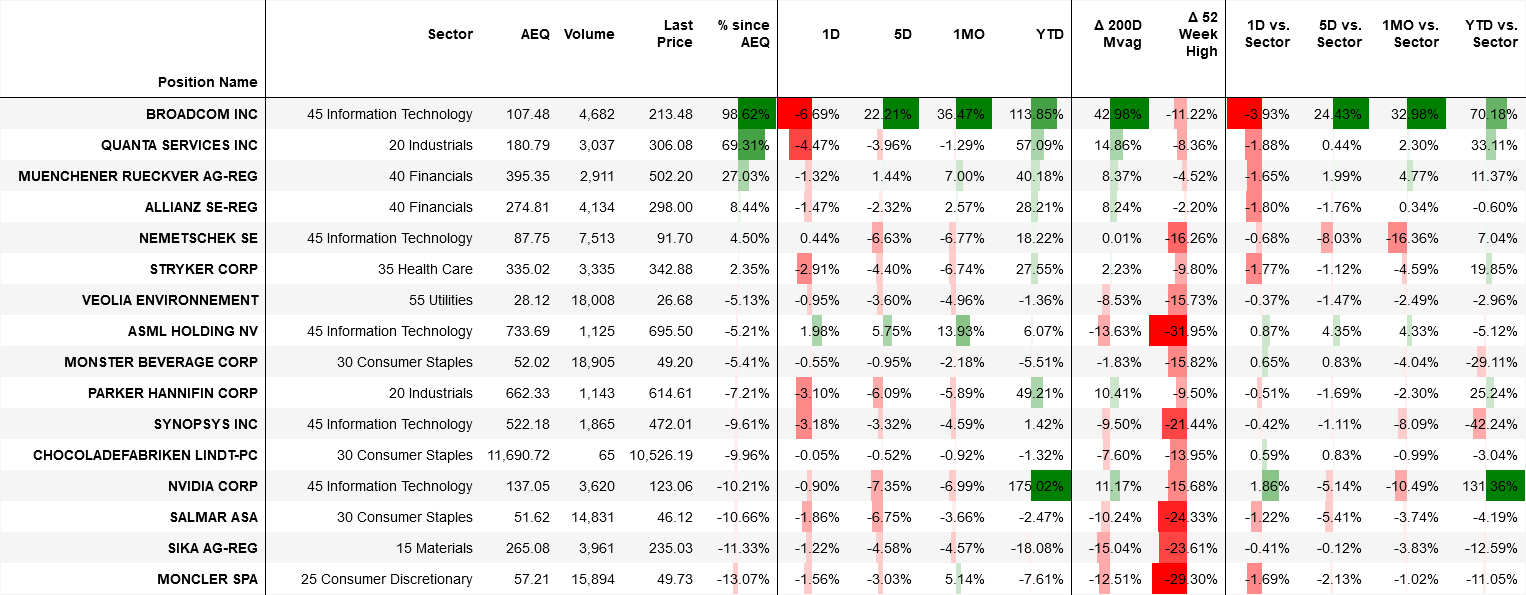 Position Name Sector AEQ Volume Last Price % since AEQ 1D 5D 1MO YTD Δ 200D Mvag Δ 52 Week High 1D vs. Sector 5D vs. Sector 1MO vs. Sector YTD vs. Sector
BROADCOM INC 45 Information Technology 107.48 4,682 213.48 98.62% -6.69% 22.21% 36.47% 113.85% 42.98% -11.22% -3.93% 24.43% 32.98% 70.18%
QUANTA SERVICES INC 20 Industrials 180.79 3,037 306.08 69.31% -4.47% -3.96% -1.29% 57.09% 14.86% -8.36% -1.88% 0.44% 2.30% 33.11%
MUENCHENER RUECKVER AG-REG 40 Financials 395.35 2,911 502.20 27.03% -1.32% 1.44% 7.00% 40.18% 8.37% -4.52% -1.65% 1.99% 4.77% 11.37%
ALLIANZ SE-REG 40 Financials 274.81 4,134 298.00 8.44% -1.47% -2.32% 2.57% 28.21% 8.24% -2.20% -1.80% -1.76% 0.34% -0.60%
NEMETSCHEK SE 45 Information Technology 87.75 7,513 91.70 4.50% 0.44% -6.63% -6.77% 18.22% 0.01% -16.26% -0.68% -8.03% -16.36% 7.04%
STRYKER CORP 35 Health Care 335.02 3,335 342.88 2.35% -2.91% -4.40% -6.74% 27.55% 2.23% -9.80% -1.77% -1.12% -4.59% 19.85%
VEOLIA ENVIRONNEMENT 55 Utilities 28.12 18,008 26.68 -5.13% -0.95% -3.60% -4.96% -1.36% -8.53% -15.73% -0.37% -1.47% -2.49% -2.96%
ASML HOLDING NV 45 Information Technology 733.69 1,125 695.50 -5.21% 1.98% 5.75% 13.93% 6.07% -13.63% -31.95% 0.87% 4.35% 4.33% -5.12%
MONSTER BEVERAGE CORP 30 Consumer Staples 52.02 18,905 49.20 -5.41% -0.55% -0.95% -2.18% -5.51% -1.83% -15.82% 0.65% 0.83% -4.04% -29.11%
PARKER HANNIFIN CORP 20 Industrials 662.33 1,143 614.61 -7.21% -3.10% -6.09% -5.89% 49.21% 10.41% -9.50% -0.51% -1.69% -2.30% 25.24%
SYNOPSYS INC 45 Information Technology 522.18 1,865 472.01 -9.61% -3.18% -3.32% -4.59% 1.42% -9.50% -21.44% -0.42% -1.11% -8.09% -42.24%
CHOCOLADEFABRIKEN LINDT-PC 30 Consumer Staples 11,690.72 65 10,526.19 -9.96% -0.05% -0.52% -0.92% -1.32% -7.60% -13.95% 0.59% 0.83% -0.99% -3.04%
NVIDIA CORP 45 Information Technology 137.05 3,620 123.06 -10.21% -0.90% -7.35% -6.99% 175.02% 11.17% -15.68% 1.86% -5.14% -10.49% 131.36%
SALMAR ASA 30 Consumer Staples 51.62 14,831 46.12 -10.66% -1.86% -6.75% -3.66% -2.47% -10.24% -24.33% -1.22% -5.41% -3.74% -4.19%
SIKA AG-REG 15 Materials 265.08 3,961 235.03 -11.33% -1.22% -4.58% -4.57% -18.08% -15.04% -23.61% -0.41% -0.12% -3.83% -12.59%
MONCLER SPA 25 Consumer Discretionary 57.21 15,894 49.73 -13.07% -1.56% -3.03% 5.14% -7.61% -12.51% -29.30% -1.69% -2.13% -1.02% -11.05%